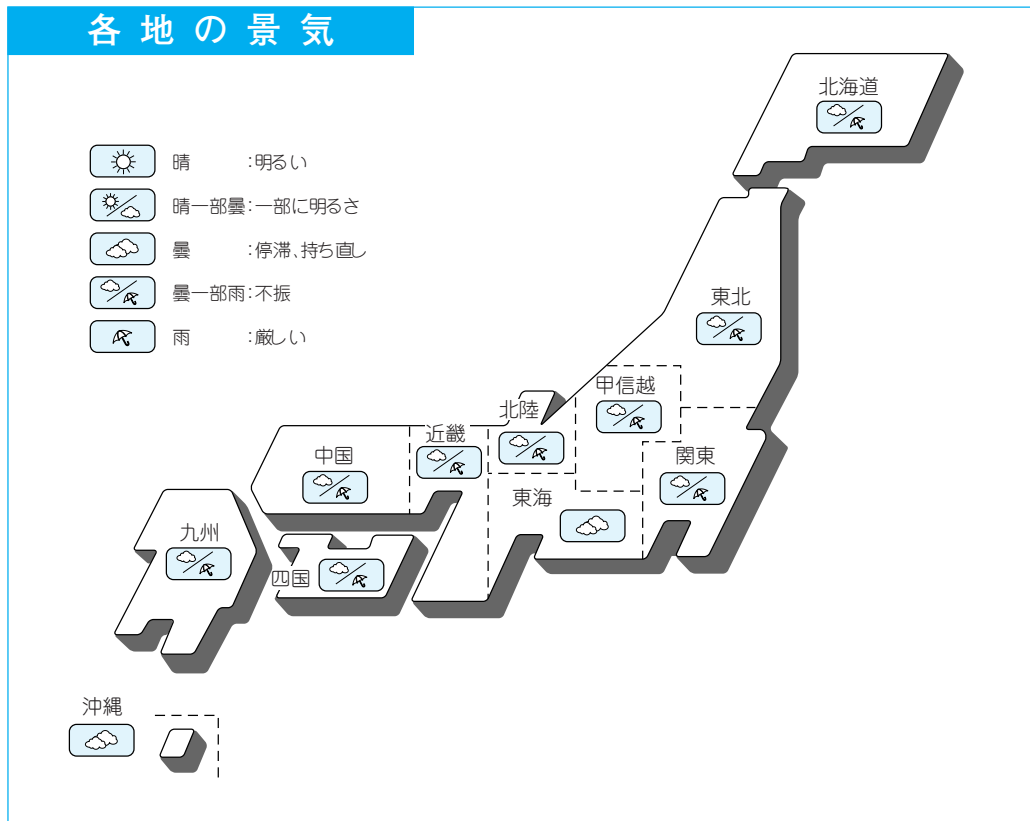 各地の景気
北海道
晴 :明るい
晴一部曇:一部に明るさ
曇 :停滞、持ち直し
曇一部雨:不振
雨 :厳しい
東北
甲信越
北陸
近畿
中国
関東
東海
九州
四国
沖縄